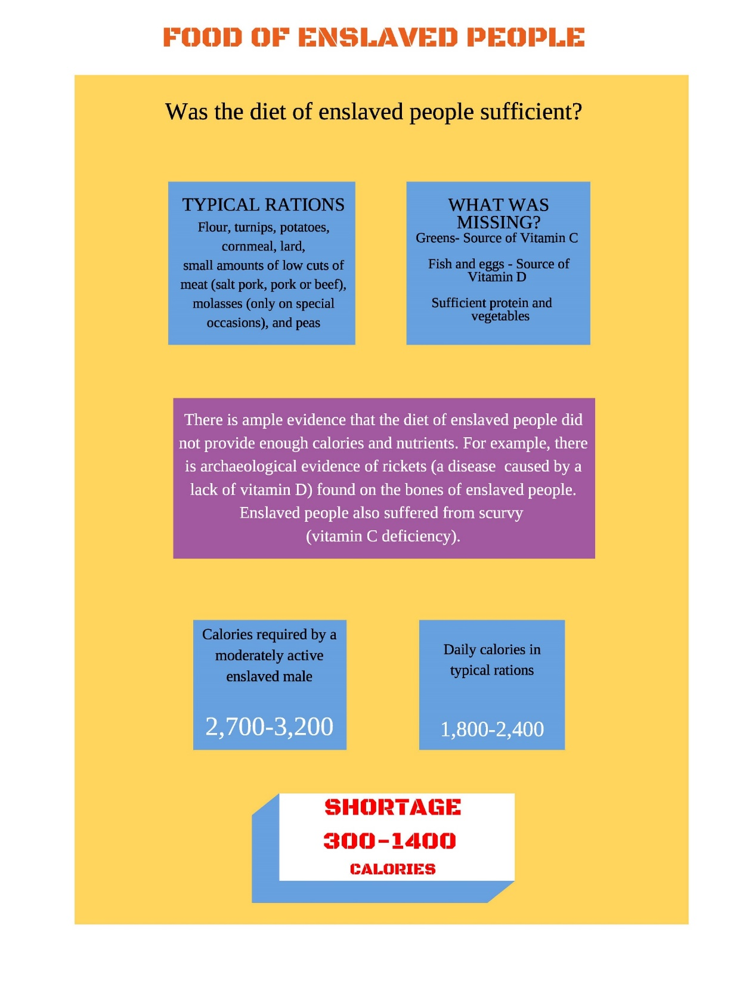 FOOD OF ENSLAVED PEOPLE
Was the diet of enslaved people sufficient?
TYPICAL RATIONS
Flour, turnips, potatoes,
cornmeal, lard,
small amounts of low cuts of
meat (salt pork, pork or beef),
molasses (only on special
occasions), and peas
WHAT WAS
MISSING?
Greens- Source of Vitamin C
Fish and eggs - Source of
Vitamin D
Sufficient protein and
vegetables
There is ample evidence that the diet of enslaved people did
not provide enough calories and nutrients. For example, there
is archaeological evidence of rickets (a disease  caused by a
lack of vitamin D) found on the bones of enslaved people.
Enslaved people also suffered from scurvy
(vitamin C deficiency).
Calories required by a
moderately active
enslaved male
2,700-3,200
Daily calories in
typical rations
1,800-2,400
SHORTAGE
300-1400
CALORIES